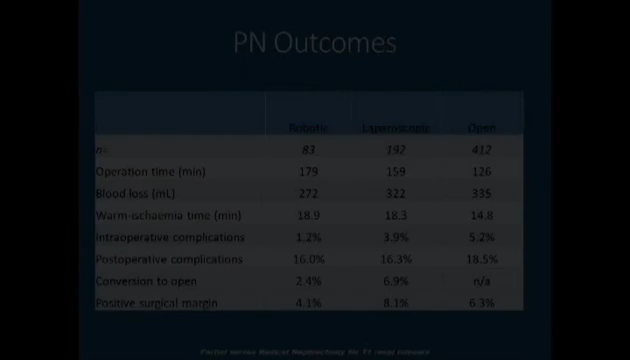 PN Outcomes
Robotic Laparoscopic Open
n= 83 192 412
Operation time (min) 179 159 126
Blood loss (mL) 272 322 335
Warm-ischaemia time (min) 18.9 18.3 14.8
Intraoperative complications 1.2% 3.9% 5.2%
Postoperative complications 16.0% 16.3% 18.5%
Conversion to open 2.4% 6.9% n/a
Positive surgical margin 4.1% 8.1% 6.3%